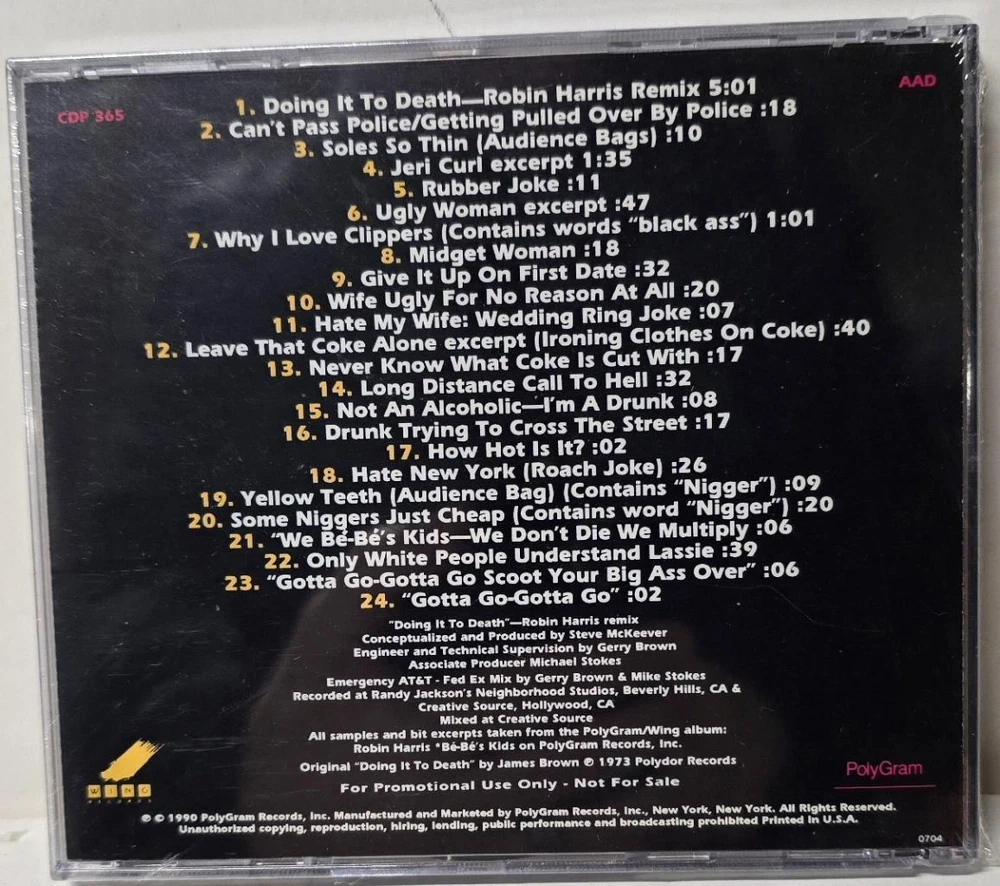 CDP 365
AAD
1. Doing It To Death—Robin Harris Remix 5:01
2. Can't Pass Police/Getting Pulled Over By Police :18
3. Soles So Thin (Audience Bags) :10
4. Jeri Curl excerpt 1:35
5. Rubber Joke :11
6. Ugly Woman excerpt :47
7. Why I Love Clippers (Contains words "black ass") 1:01
8. Midget Woman :18
9. Give It Up On First Date :32
10. Wife Ugly For No Reason At All :20
11. Hate My Wife: Wedding Ring Joke :07
12. Leave That Coke Alone excerpt (Ironing Clothes On Coke) :40
13. Never Know What Coke Is Cut With :17
14. Long Distance Call To Hell :32
15. Not An Alcoholic—I'm A Drunk :08
16. Drunk Trying To Cross The Street :17
17. How Hot Is It? :02
18. Hate New York (Roach Joke) :26
19. Yellow Teeth (Audience Bag) (Contains "Nigger") :09
20. Some Niggers Just Cheap (Contains word "Nigger") :20
21. "We Bé-Bé's Kids—We Don't Die We Multiply :06
22. Only White People Understand Lassie :39
23. "Gotta Go-Gotta Go Scoot Your Big Ass Over" :06
24. "Gotta Go-Gotta Go" :02
"Doing It To Death"—Robin Harris remix
Conceptualized and Produced by Steve McKeever
Engineer and Technical Supervision by Gerry Brown
Associate Producer Michael Stokes
Emergency AT&T - Fed Ex Mix by Gerry Brown & Mike Stokes
Recorded at Randy Jackson's Neighborhood Studios, Beverly Hills, CA &
Creative Source, Hollywood, CA
Mixed at Creative Source
All samples and bit excerpts taken from the PolyGram/Wing album:
Robin Harris *Bé-Bé's Kids on PolyGram Records, Inc.
Original "Doing It To Death" by James Brown ℗ 1973 Polydor Records
For Promotional Use Only - Not For Sale
WING
RECORDS
PolyGram
℗ © 1990 PolyGram Records, Inc. Manufactured and Marketed by PolyGram Records, Inc., New York, New York. All Rights Reserved.
Unauthorized copying, reproduction, hiring, lending, public performance and broadcasting prohibited Printed in U.S.A.
0704